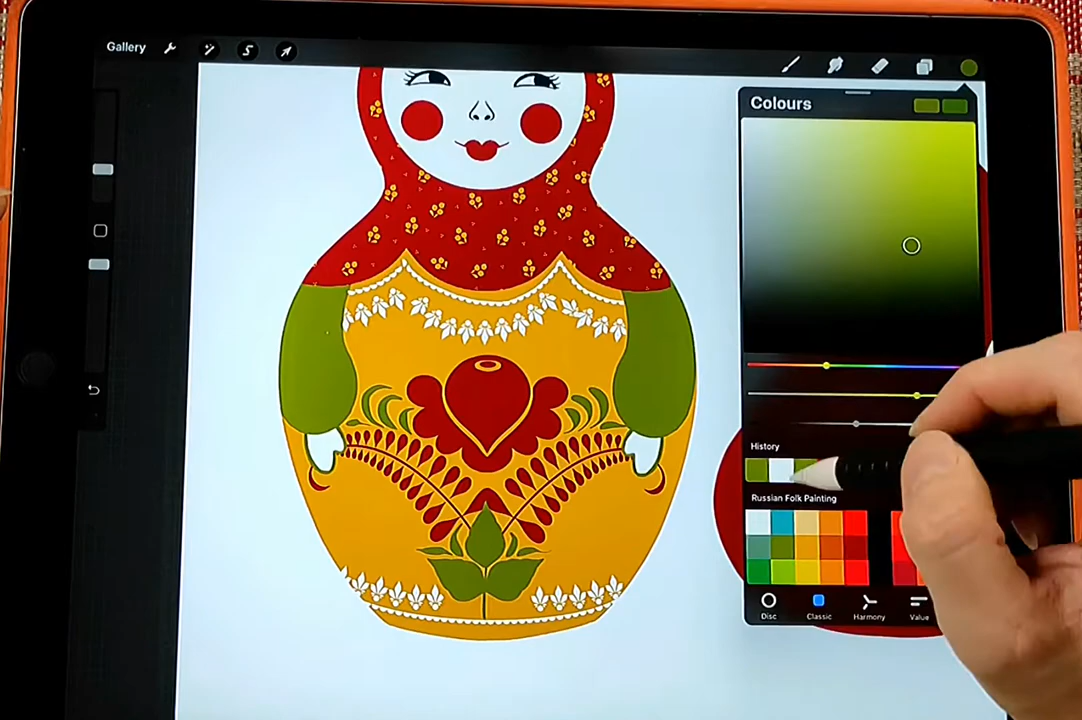 Gallery
Colours
History
Russian Folk Painting
Disc
Classic
Harmony
Value